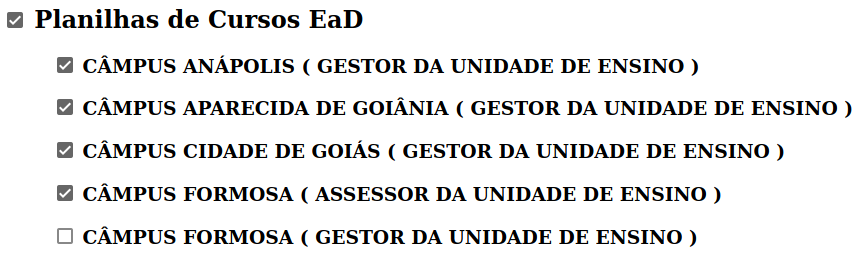 Planilhas de Cursos EaD
CÂMPUS ANÁPOLIS ( GESTOR DA UNIDADE DE ENSINO )
CÂMPUS APARECIDA DE GOIÂNIA ( GESTOR DA UNIDADE DE ENSINO )
CÂMPUS CIDADE DE GOIÁS ( GESTOR DA UNIDADE DE ENSINO )
CÂMPUS FORMOSA ( ASSESSOR DA UNIDADE DE ENSINO )
CÂMPUS FORMOSA ( GESTOR DA UNIDADE DE ENSINO )